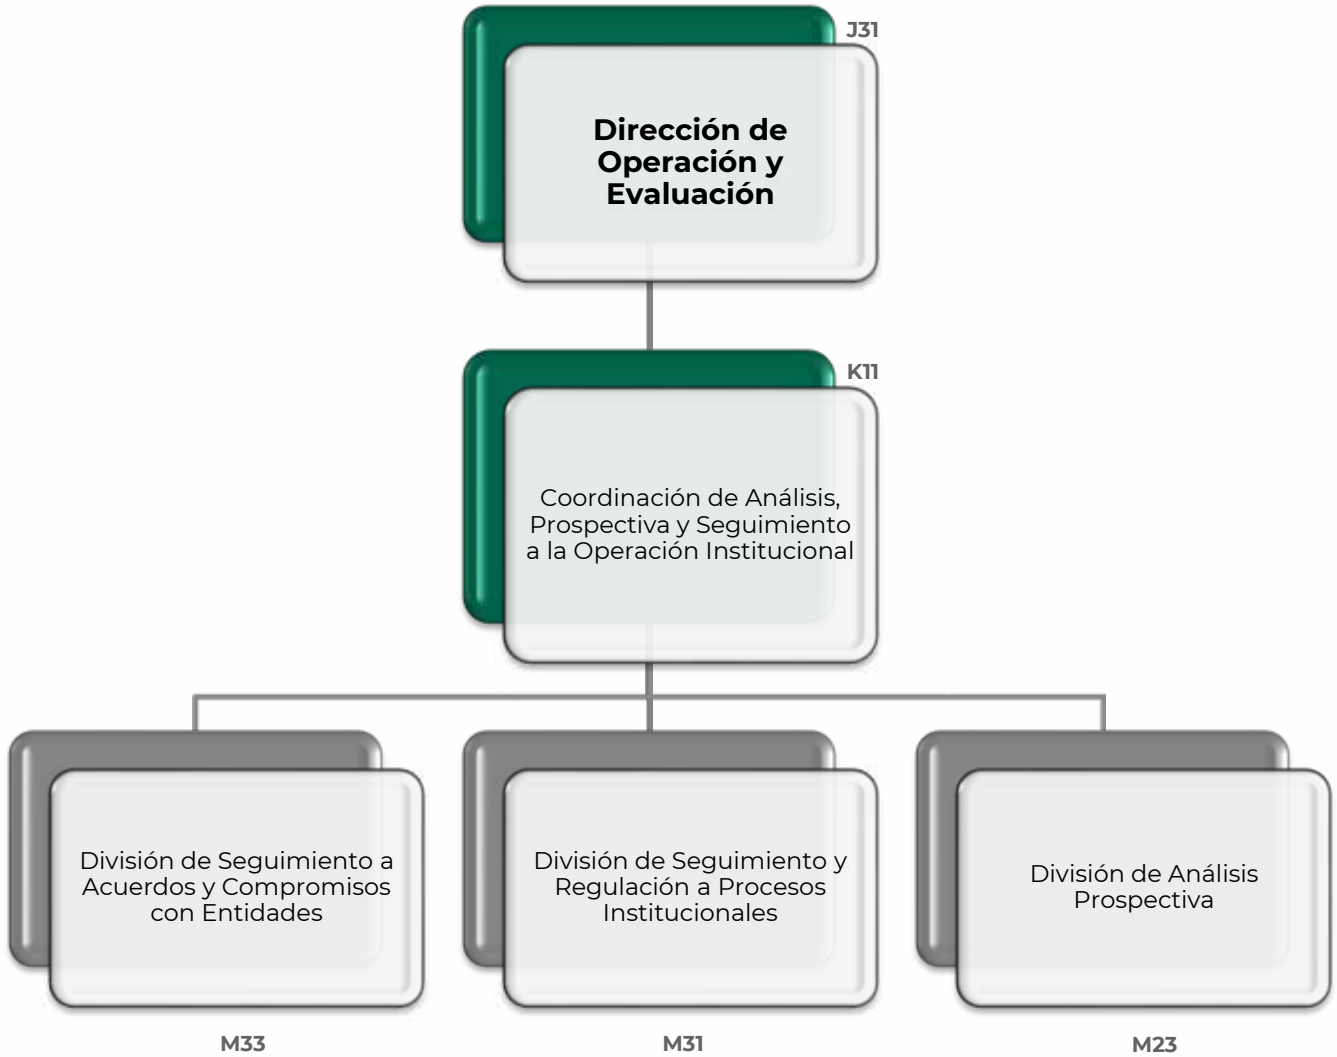 J31
Dirección de
Operación y
Evaluación
K11
Coordinación de Análisis,
Prospectiva y Seguimiento
a la Operación Institucional
División de Seguimiento a
Acuerdos y Compromisos
con Entidades
División de Seguimiento y
Regulación a Procesos
Institucionales
División de Análisis
Prospectiva
M33
M31
M23